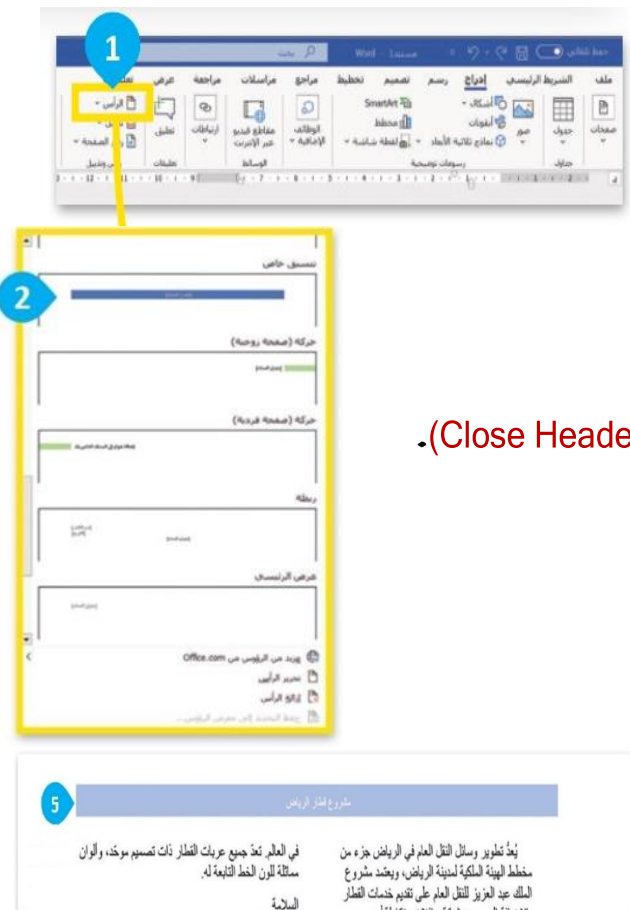 1
حفظ تلقائي
مستند1 - Word
بحث
ملف
الشريط الرئيسي
إدراج
رسم
تصميم
تخطيط
مراجع
مراسلات
مراجعة
عرض
صفحات
جدول
صور
أشكال
أيقونات
نماذج ثلاثية الأبعاد
SmartArt
مخطط
لقطة شاشة
الوظائف الإضافية
مقاطع فيديو عبر الإنترنت
ارتباطات
تعليق
الرأس
الصفحة
جداول
رسومات توضيحية
الوسائط
تعليقات
2
تنسيق خاص
حركة (صفحة زوجية)
حركة (صفحة فردية)
ربطة
عرض الرئيسي
مزيد من الرؤوس من Office.com
تحرير الرأس
إزالة الرأس
(Close Heade.
5
مشروع قطار الرياض
يُعدُّ تطوير وسائل النقل العام في الرياض جزء من
مخطط الهيئة الملكية لمدينة الرياض، ويعتمد مشروع
الملك عبد العزيز للنقل العام على تقديم خدمات القطار
في العالم. تعدّ جميع عربات القطار ذات تصميم موحّد، وألوان
مماثلة للون الخط التابعة له.
السلامة